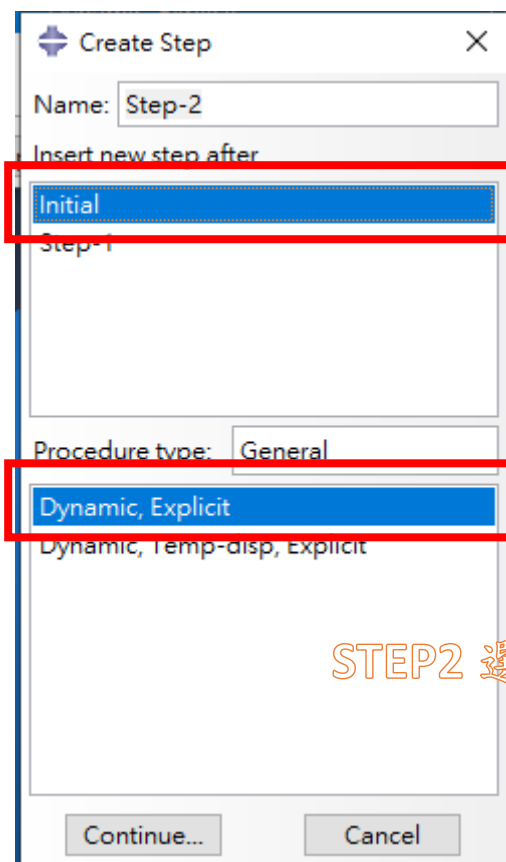 Create Step
Name: Step-2
Insert new step after
Initial
Step-1
Procedure type: General
Dynamic, Explicit
Dynamic, Temp-disp, Explicit
STEP2 選
Continue... Cancel